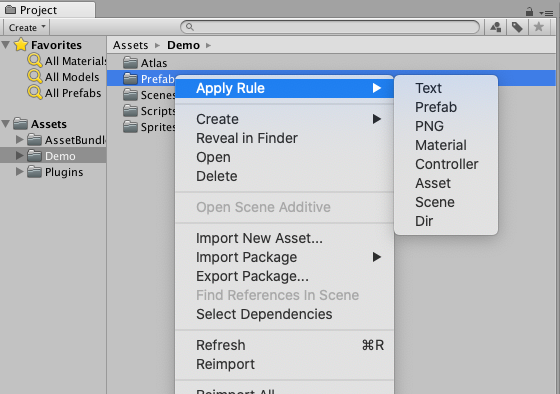 Project
Create
Favorites
All Materials
All Models
All Prefabs
Assets
AssetBundl
Demo
Plugins
Assets Demo
Atlas
Prefab
Scenes
Scripts
Sprites
Apply Rule
Create
Reveal in Finder
Open
Delete
Open Scene Additive
Import New Asset...
Import Package
Export Package...
Find References In Scene
Select Dependencies
Refresh ⌘R
Reimport
Reimport All
Text
Prefab
PNG
Material
Controller
Asset
Scene
Dir